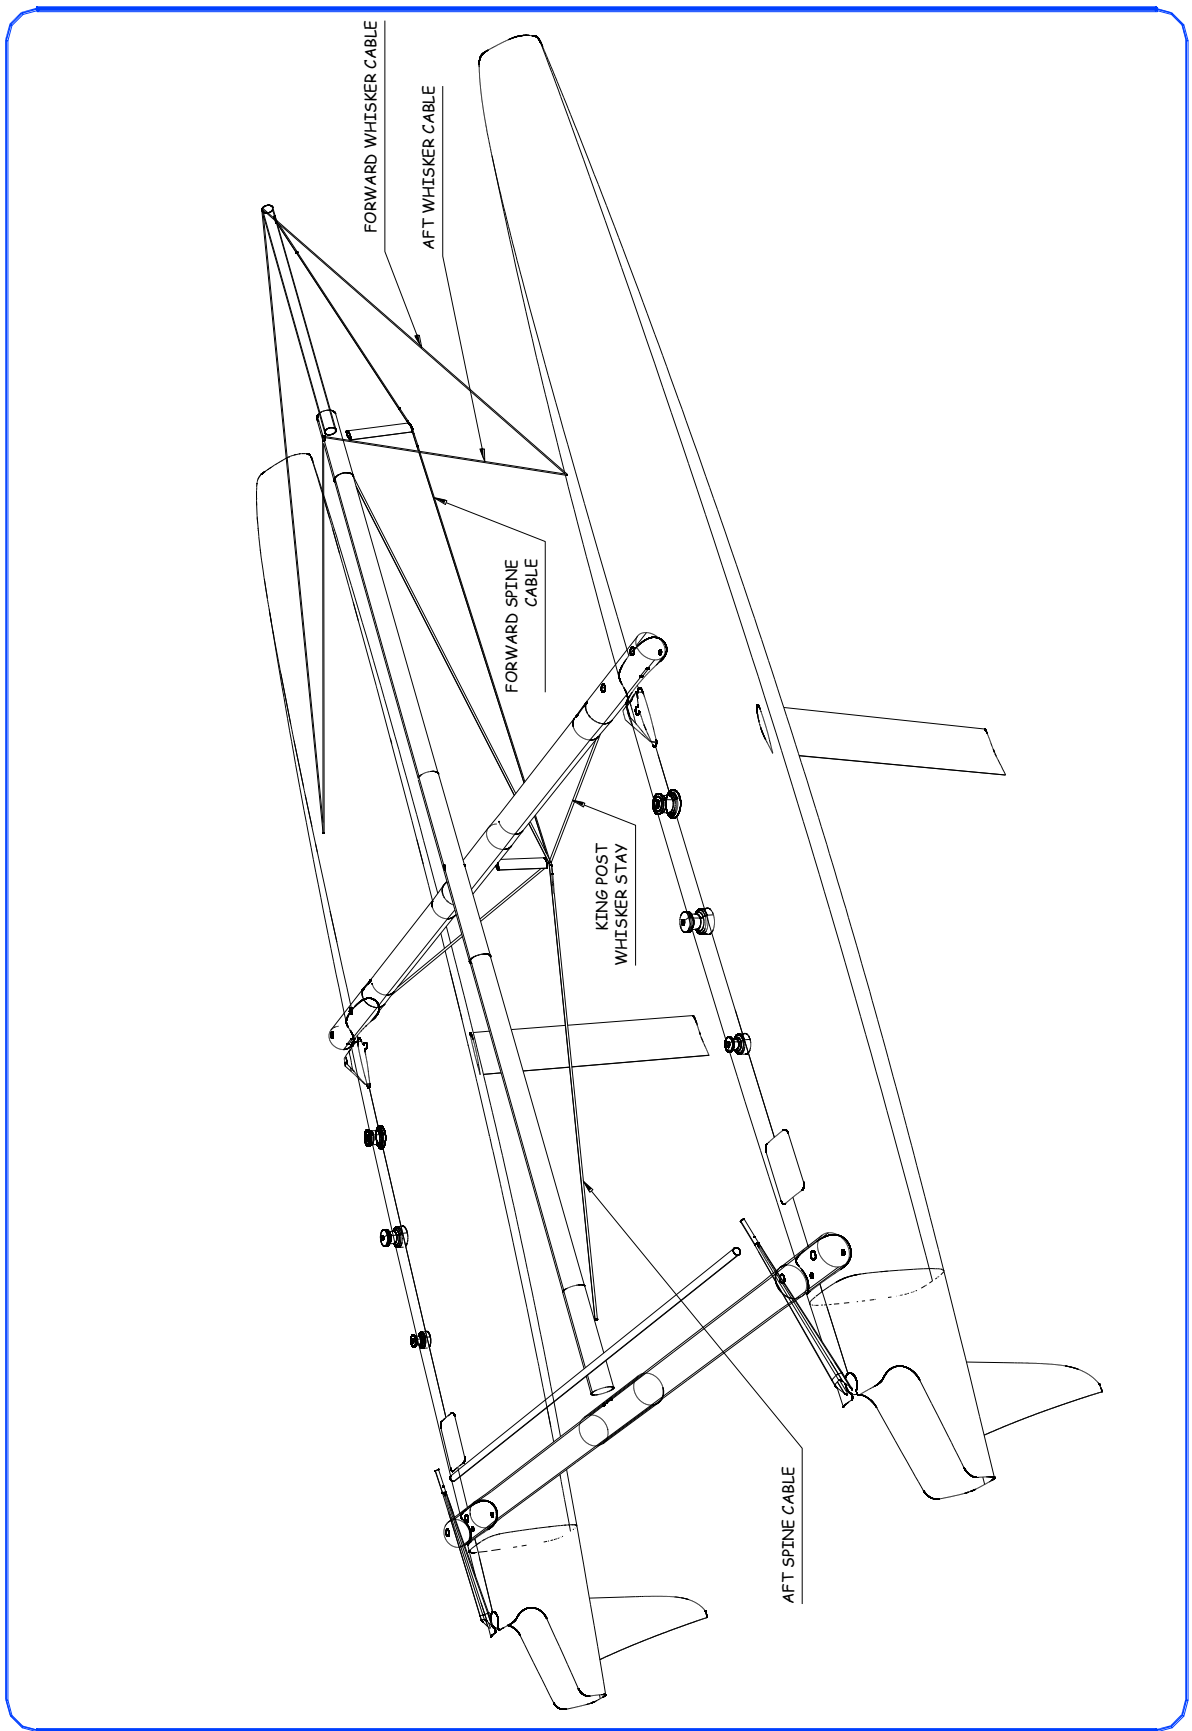 FORWARD WHISKER CABLE
AFT WHISKER CABLE
FORWARD SPINE
CABLE
KING POST
WHISKER STAY
AFT SPINE CABLE